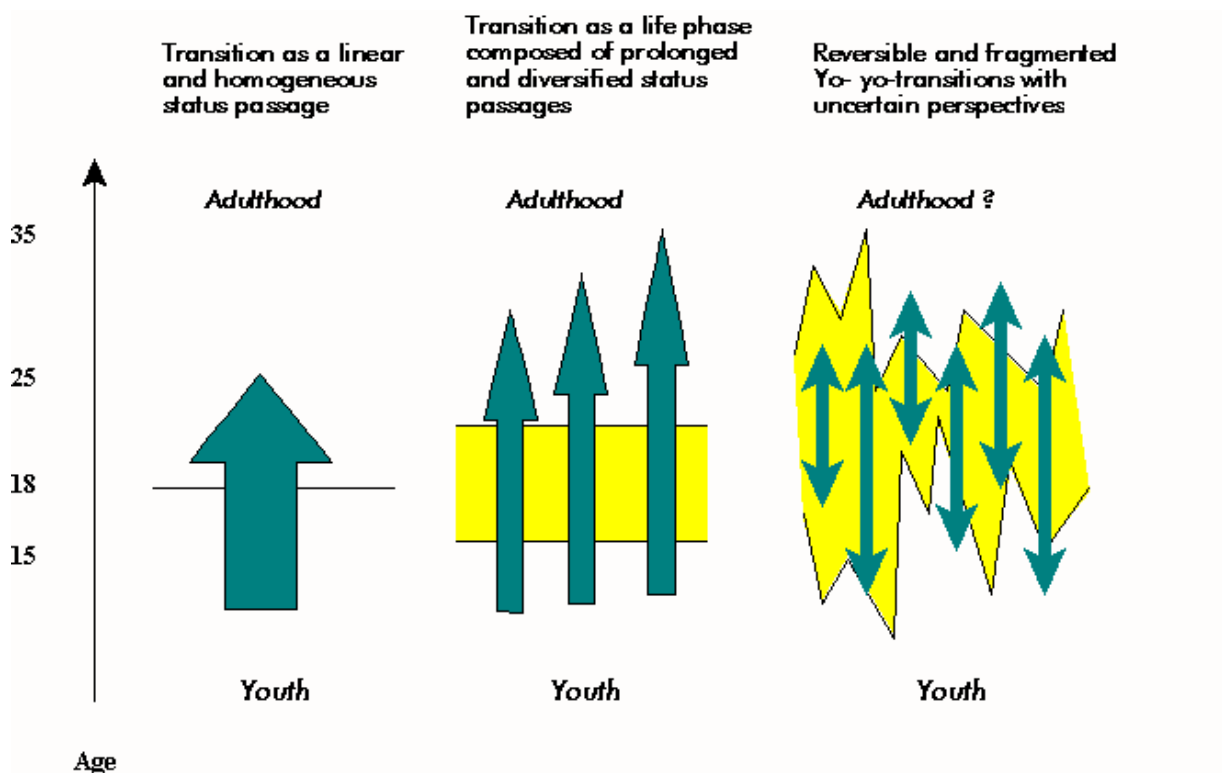 Transition as a linear
and homogeneous
status passage
Transition as a life phase
composed of prolonged
and diversified status
passages
Reversible and fragmented
Yo- yo-transitions with
uncertain perspectives
Adulthood
Adulthood
Adulthood ?
35
25
18
15
Youth
Youth
Youth
Age